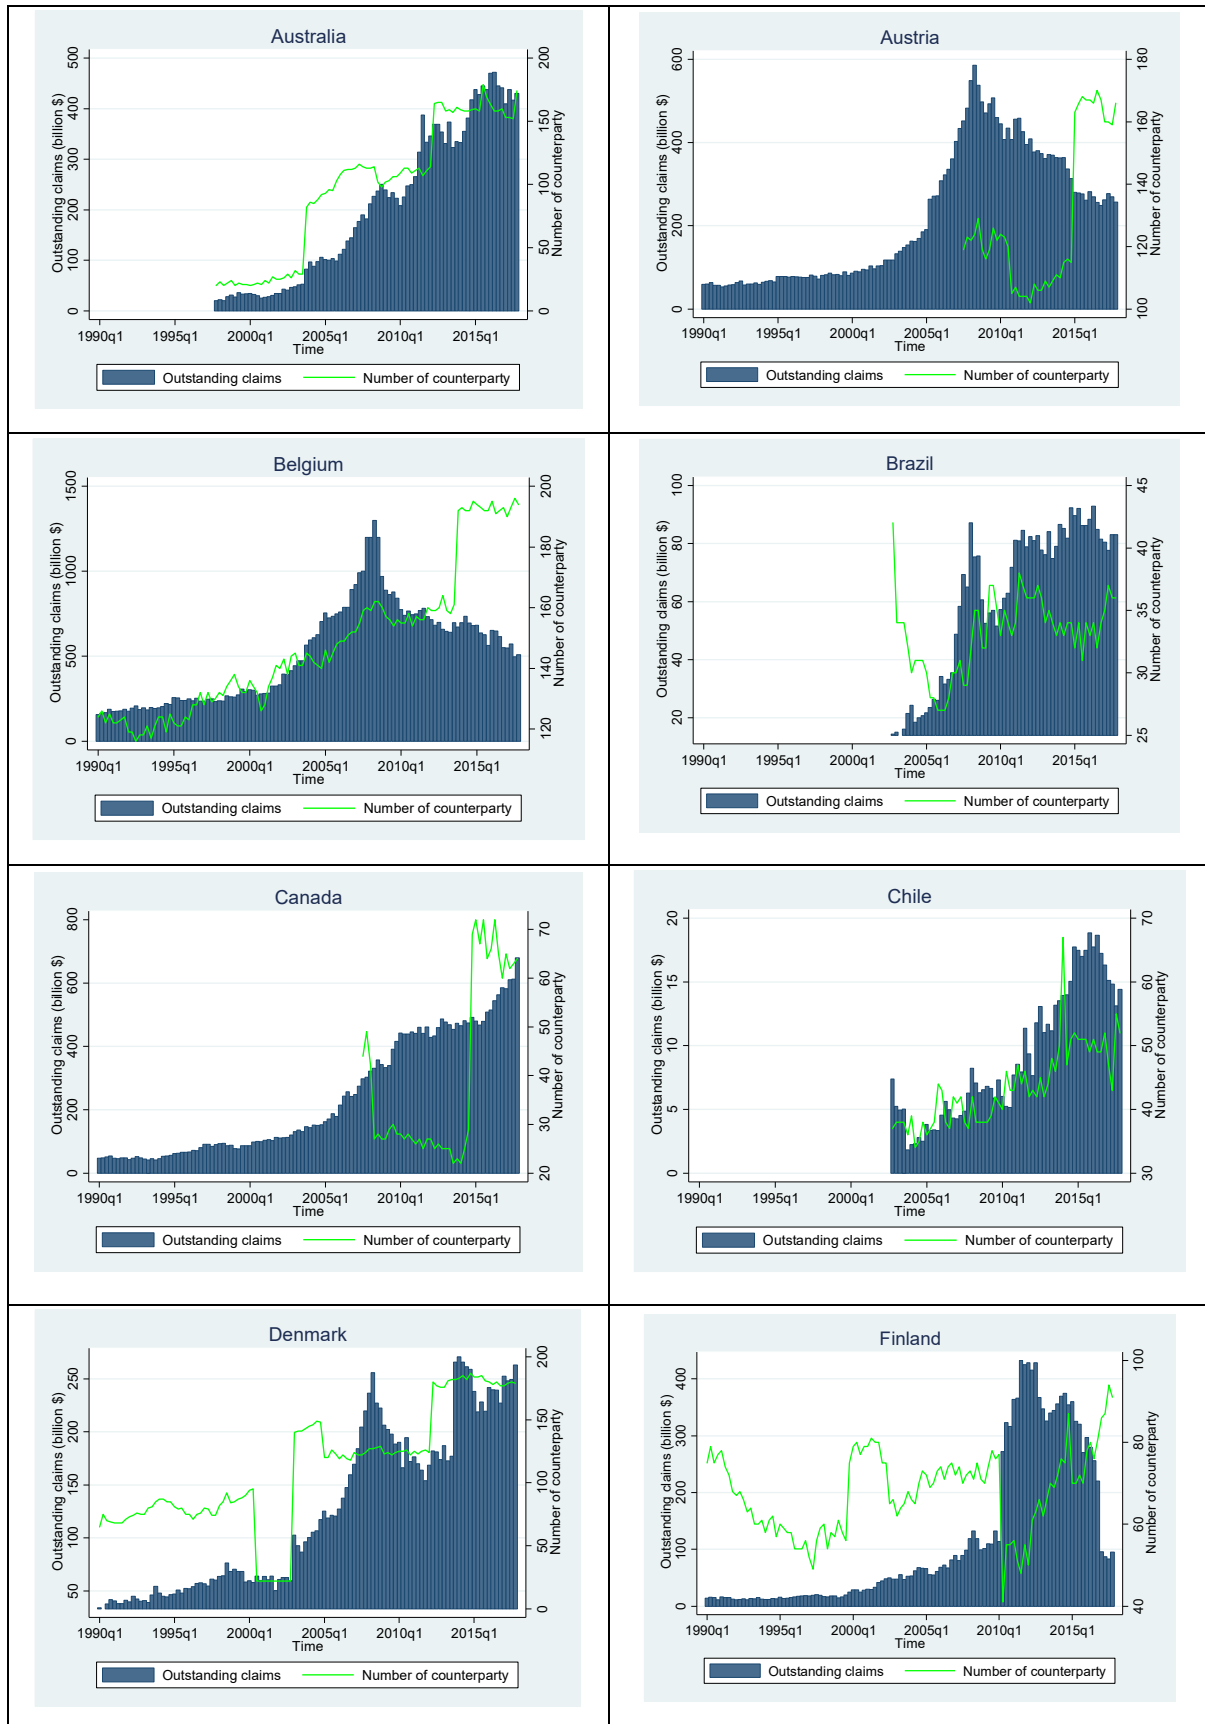 Australia
Outstanding claims (billion $)
0 100 200 300 400 500
Number of counterparty
0 50 100 150 200
1990q1 1995q1 2000q1 2005q1 2010q1 2015q1
Time
Outstanding claims Number of counterparty
Austria
Outstanding claims (billion $)
0 200 400 600
Number of counterparty
100 120 140 160 180
1990q1 1995q1 2000q1 2005q1 2010q1 2015q1
Time
Outstanding claims Number of counterparty
Belgium
Outstanding claims (billion $)
0 500 1000 1500
Number of counterparty
120 140 160 180 200
1990q1 1995q1 2000q1 2005q1 2010q1 2015q1
Time
Outstanding claims Number of counterparty
Brazil
Outstanding claims (billion $)
20 40 60 80 100
Number of counterparty
25 30 35 40 45
1990q1 1995q1 2000q1 2005q1 2010q1 2015q1
Time
Outstanding claims Number of counterparty
Canada
Outstanding claims (billion $)
0 200 400 600 800
Number of counterparty
20 30 40 50 60 70
1990q1 1995q1 2000q1 2005q1 2010q1 2015q1
Time
Outstanding claims Number of counterparty
Chile
Outstanding claims (billion $)
0 5 10 15 20
Number of counterparty
30 40 50 60 70
1990q1 1995q1 2000q1 2005q1 2010q1 2015q1
Time
Outstanding claims Number of counterparty
Denmark
Outstanding claims (billion $)
50 100 150 200 250
Number of counterparty
0 50 100 150 200
1990q1 1995q1 2000q1 2005q1 2010q1 2015q1
Time
Outstanding claims Number of counterparty
Finland
Outstanding claims (billion $)
0 100 200 300 400
Number of counterparty
40 60 80 100
1990q1 1995q1 2000q1 2005q1 2010q1 2015q1
Time
Outstanding claims Number of counterparty